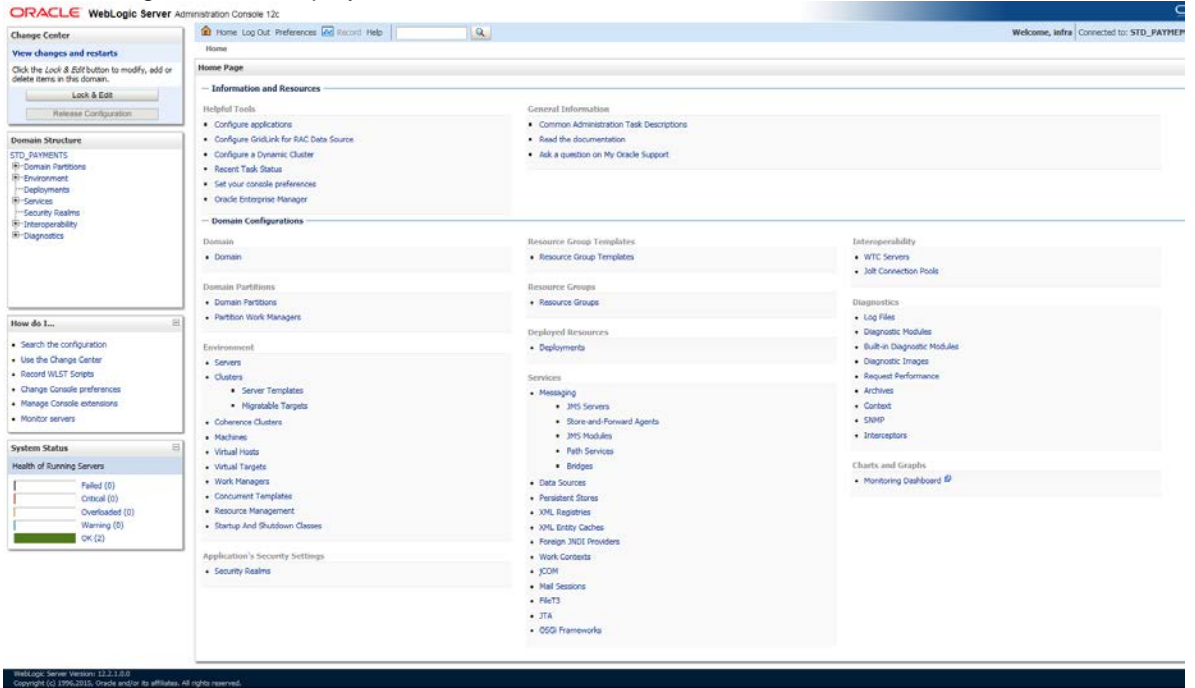 ORACLE WebLogic Server Administration Console 12c
Change Center
View changes and restarts
Click the Lock & Edit button to modify, add or
delete items in this domain.
Lock & Edit
Release Configuration
Domain Structure
STD_PAYMENTS
Domain Partitions
Environment
Deployments
Services
Security Realms
Interoperability
Diagnostics
How do I...
Search the configuration
Use the Change Center
Record WLST Scripts
Change Console preferences
Manage Console extensions
Monitor servers
System Status
Health of Running Servers
Failed (0)
Critical (0)
Overloaded (0)
Warning (0)
OK (2)
Home Log Out Preferences Record Help
Welcome, infra Connected to: STD_PAYMEN
Home
Home Page
Information and Resources
Helpful Tools
Configure applications
Configure GridLink for RAC Data Source
Configure a Dynamic Cluster
Recent Task Status
Set your console preferences
Oracle Enterprise Manager
General Information
Common Administration Task Descriptions
Read the documentation
Ask a question on My Oracle Support
Domain Configurations
Domain
Domain
Domain Partitions
Domain Partitions
Partition Work Managers
Environment
Servers
Clusters
Server Templates
Migratable Targets
Coherence Clusters
Machines
Virtual Hosts
Virtual Targets
Work Managers
Concurrent Templates
Resource Management
Startup And Shutdown Classes
Application's Security Settings
Security Realms
Resource Group Templates
Resource Group Templates
Resource Groups
Resource Groups
Deployed Resources
Deployments
Services
Messaging
JMS Servers
Store-and-Forward Agents
JMS Modules
Path Services
Bridges
Data Sources
Persistent Stores
XML Registries
XML Entity Caches
Foreign JNDI Providers
Work Contexts
jCOM
Mail Sessions
FileT3
JTA
OSGi Frameworks
Interoperability
WTC Servers
Jolt Connection Pools
Diagnostics
Log Files
Diagnostic Modules
Built-in Diagnostic Modules
Diagnostic Images
Request Performance
Archives
Context
SNMP
Interceptors
Charts and Graphs
Monitoring Dashboard
WebLogic Server Version: 12.2.1.0.0
Copyright (c) 1996,2015, Oracle and/or its affiliates. All rights reserved.